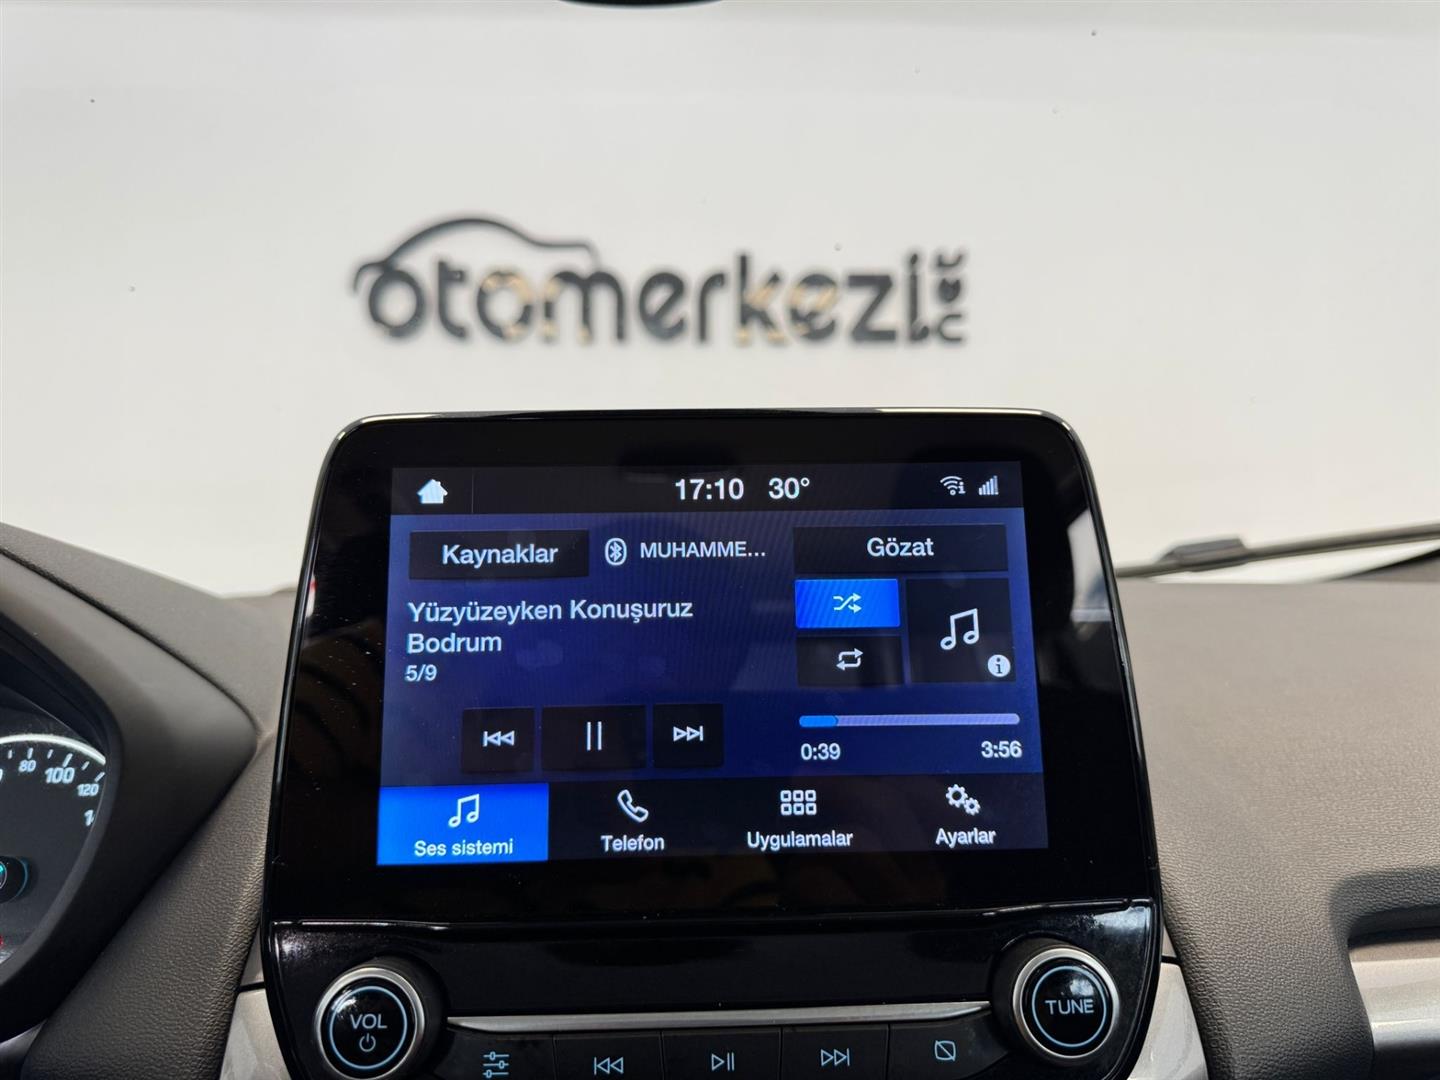 otomerkezi.net
17:10 30°
Kaynaklar MUHAMME... Gözat
Yüzyüzeyken Konuşuruz
Bodrum
5/9
0:39 3:56
Ses sistemi Telefon Uygulamalar Ayarlar
80 100 120
VOL TUNE